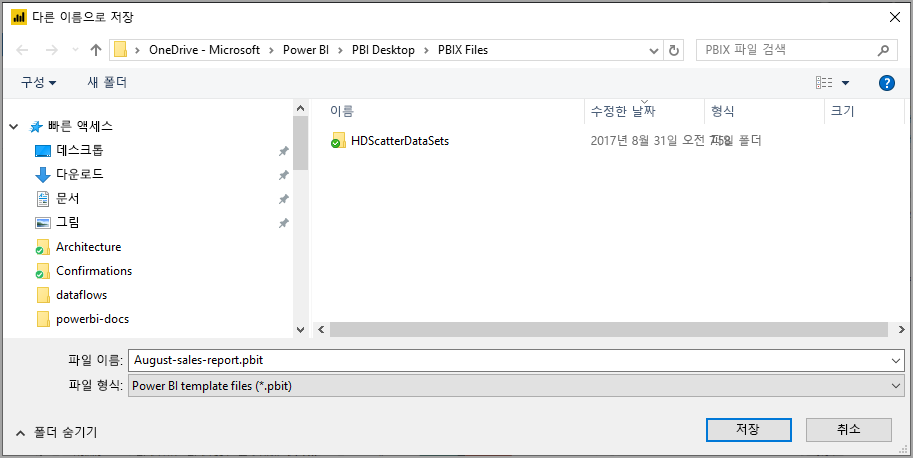 다른 이름으로 저장
OneDrive - Microsoft > Power BI > PBI Desktop > PBIX Files
PBIX 파일 검색
구성 새 폴더
이름 수정한 날짜 형식 크기
빠른 액세스
HDScatterDataSets 2017년 8월 31일 오전 7:58 파일 폴더
데스크톱
다운로드
문서
그림
Architecture
Confirmations
dataflows
powerbi-docs
파일 이름: August-sales-report.pbit
파일 형식: Power BI template files (*.pbit)
폴더 숨기기
저장 취소